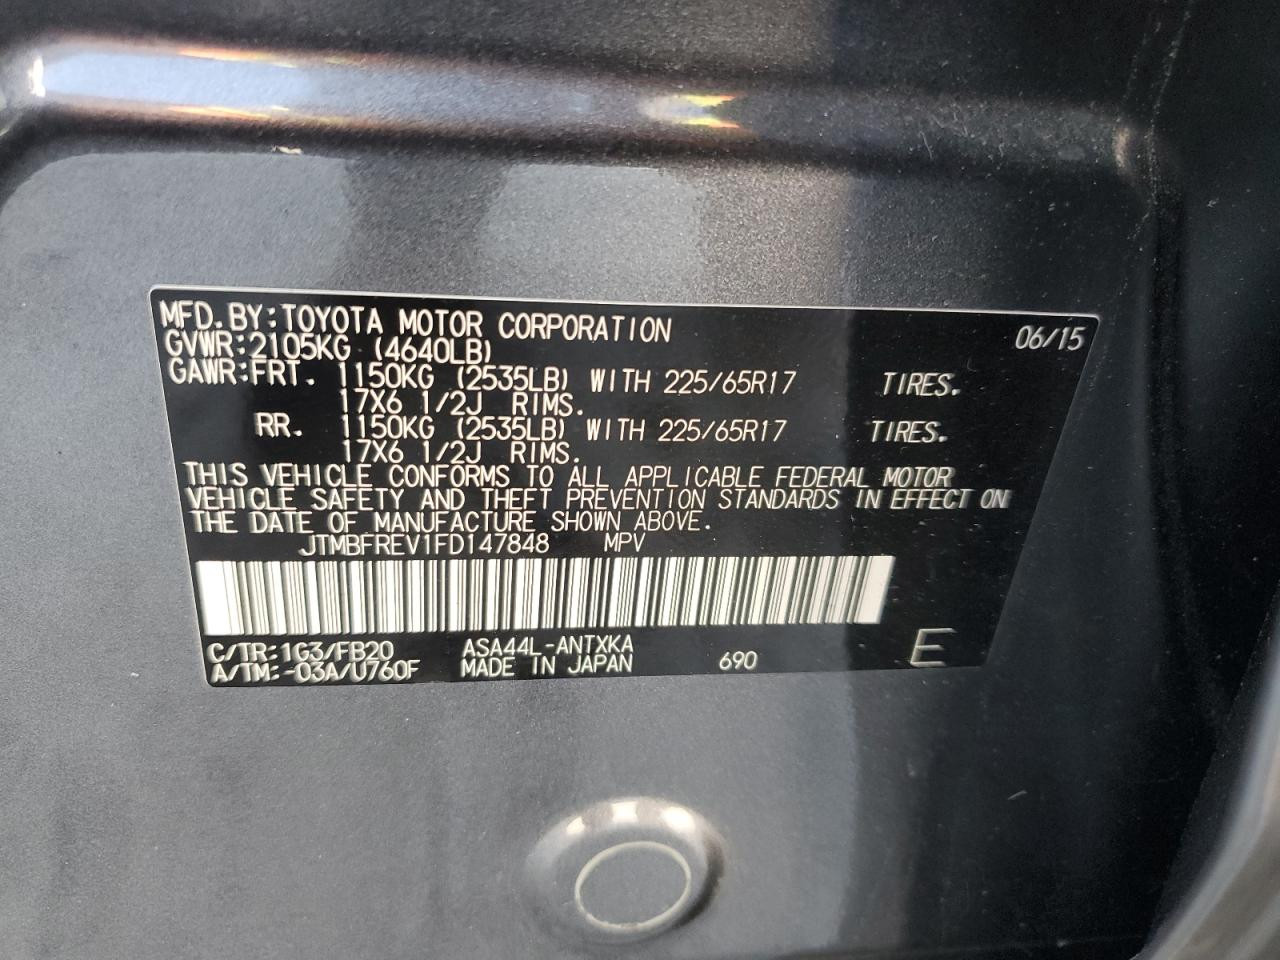 MFD. BY: TOYOTA MOTOR CORPORATION 06/15
GVWR: 2105KG (4640LB)
GAWR: FRT. 1150KG (2535LB) WITH 225/65R17 TIRES.
17X6 1/2J RIMS.
RR. 1150KG (2535LB) WITH 225/65R17 TIRES.
17X6 1/2J RIMS.
THIS VEHICLE CONFORMS TO ALL APPLICABLE FEDERAL MOTOR
VEHICLE SAFETY AND THEFT PREVENTION STANDARDS IN EFFECT ON
THE DATE OF MANUFACTURE SHOWN ABOVE.
JTMBFREV1FD147848 MPV
C/TR: 1G3/FB20 ASA44L-ANTXKA
A/TM: -03A/U760F MADE IN JAPAN 690 E